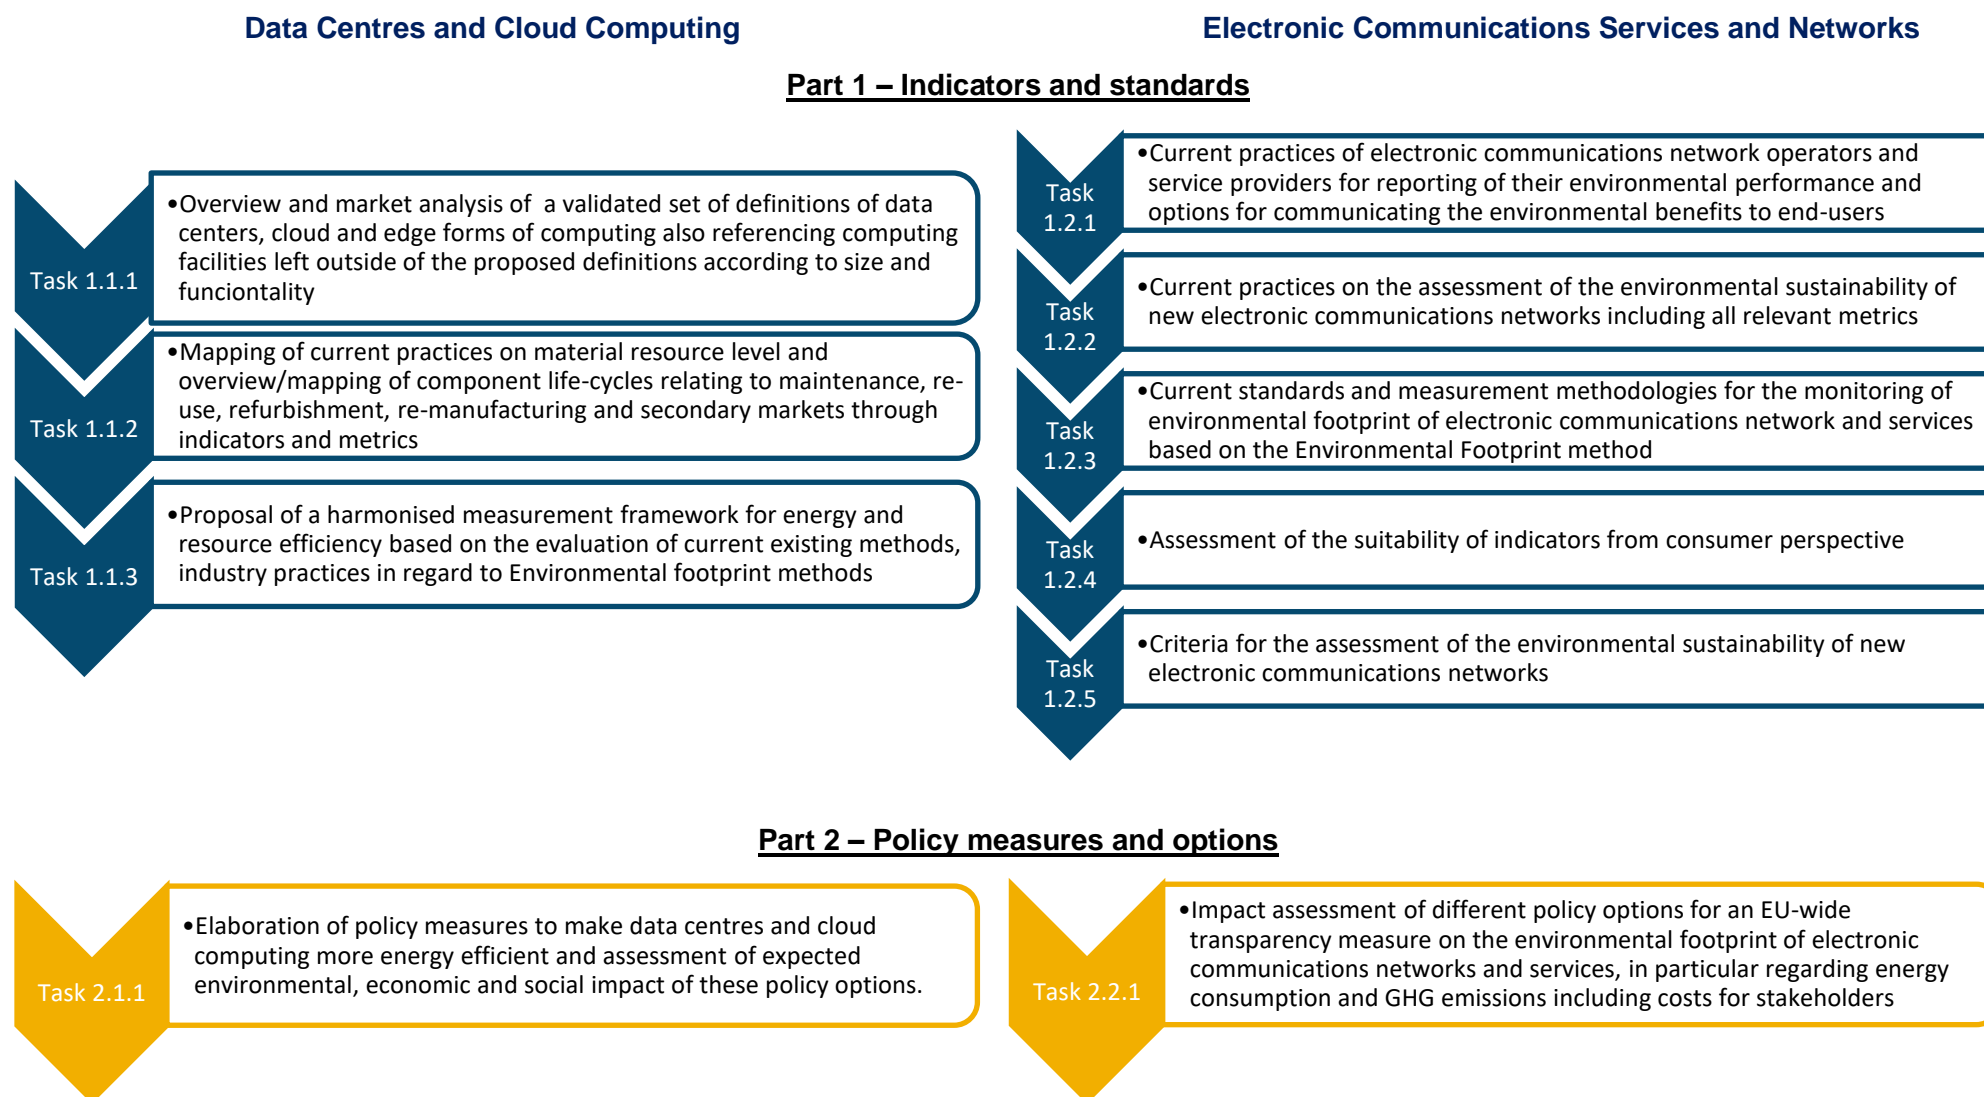 Data Centres and Cloud Computing
Electronic Communications Services and Networks
Part 1 – Indicators and standards
Task 1.1.1
•Overview and market analysis of  a validated set of definitions of data
centers, cloud and edge forms of computing also referencing computing
facilities left outside of the proposed definitions according to size and
funciontality
Task 1.1.2
•Mapping of current practices on material resource level and
overview/mapping of component life-cycles relating to maintenance, re-
use, refurbishment, re-manufacturing and secondary markets through
indicators and metrics
Task 1.1.3
•Proposal of a harmonised measurement framework for energy and
resource efficiency based on the evaluation of current existing methods,
industry practices in regard to Environmental footprint methods
Task
1.2.1
•Current practices of electronic communications network operators and
service providers for reporting of their environmental performance and
options for communicating the environmental benefits to end-users
Task
1.2.2
•Current practices on the assessment of the environmental sustainability of
new electronic communications networks including all relevant metrics
Task
1.2.3
•Current standards and measurement methodologies for the monitoring of
environmental footprint of electronic communications network and services
based on the Environmental Footprint method
Task
1.2.4
•Assessment of the suitability of indicators from consumer perspective
Task
1.2.5
•Criteria for the assessment of the environmental sustainability of new
electronic communications networks
Part 2 – Policy measures and options
Task 2.1.1
•Elaboration of policy measures to make data centres and cloud
computing more energy efficient and assessment of expected
environmental, economic and social impact of these policy options.
Task 2.2.1
•Impact assessment of different policy options for an EU-wide
transparency measure on the environmental footprint of electronic
communications networks and services, in particular regarding energy
consumption and GHG emissions including costs for stakeholders